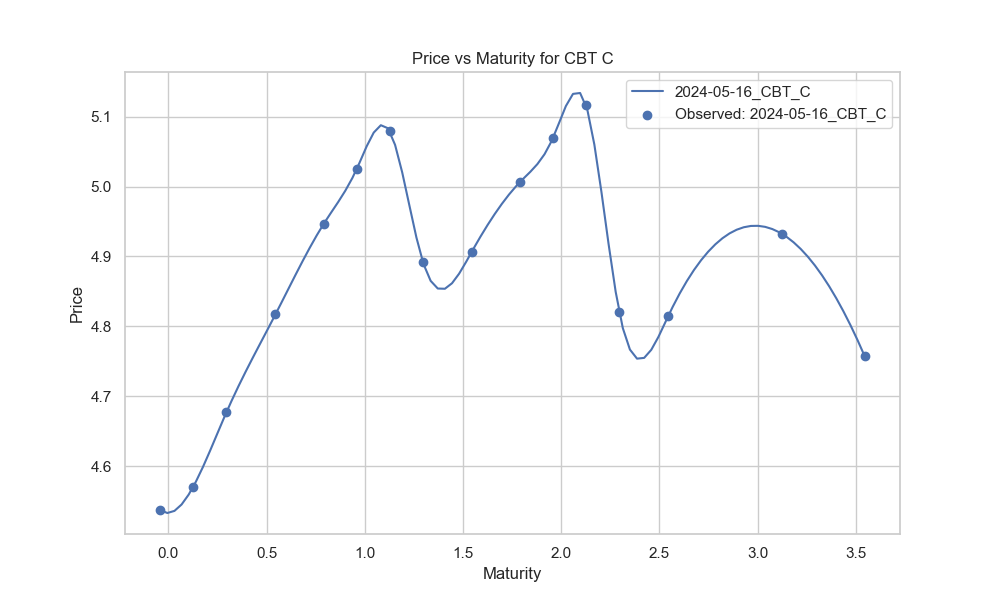 Price vs Maturity for CBT C
2024-05-16_CBT_C
Observed: 2024-05-16_CBT_C
Price
5.1
5.0
4.9
4.8
4.7
4.6
0.0 0.5 1.0 1.5 2.0 2.5 3.0 3.5
Maturity